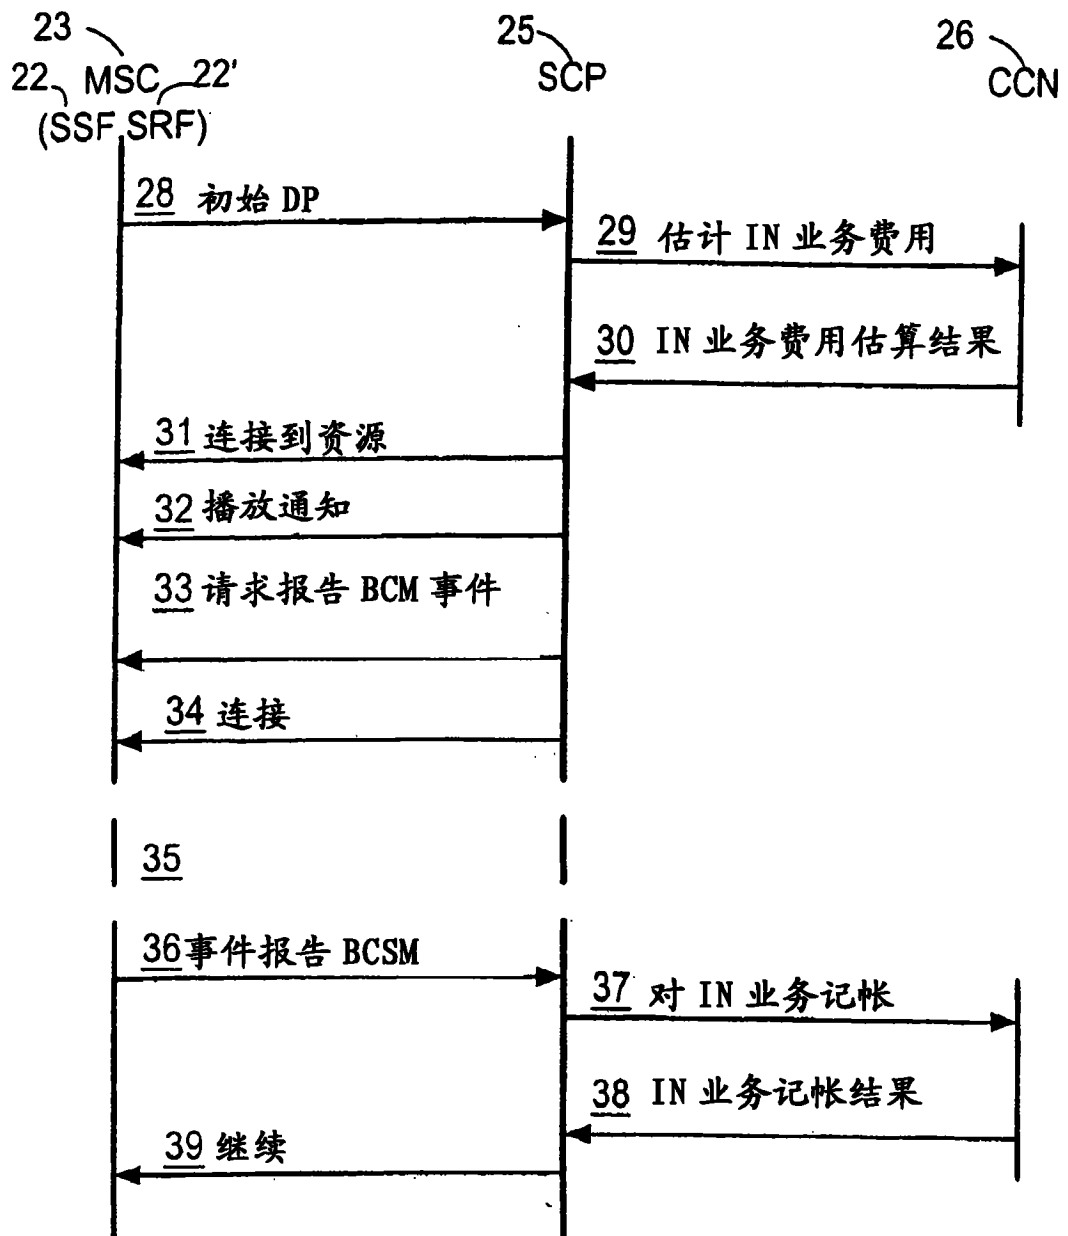 23
25
26
22 MSC 22'
SCP
CCN
(SSF,SRF)
28 初始 DP
29 估计 IN 业务费用
30 IN 业务费用估算结果
31 连接到资源
32 播放通知
33 请求报告 BCM 事件
34 连接
35
36 事件报告 BCSM
37 对 IN 业务记帐
38 IN 业务记帐结果
39 继续